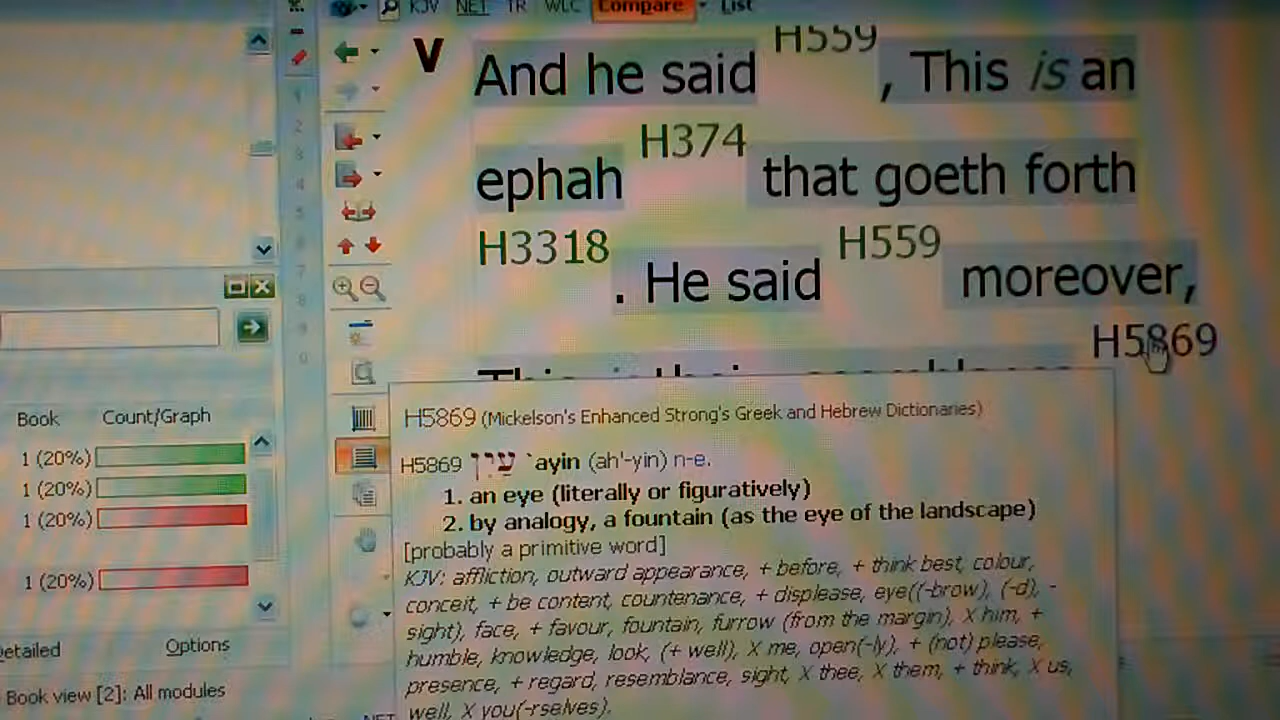 KJV NET TR WLC Compare List
V And he said H559, This is an
ephah H374 that goeth forth
H3318. He said H559 moreover,
H5869
H5869 (Mickelson's Enhanced Strong's Greek and Hebrew Dictionaries)
H5869 עַיִן `ayin (ah'-yin) n-e.
1. an eye (literally or figuratively)
2. by analogy, a fountain (as the eye of the landscape)
[probably a primitive word]
KJV: affliction, outward appearance, + before, + think best, colour,
conceit, + be content, countenance, + displease, eye((-brow), (-d), -
sight), face, + favour, fountain, furrow (from the margin), X him, +
humble, knowledge, look, (+ well), X me, open(-ly), + (not) please,
presence, + regard, resemblance, sight, X thee, X them, + think, X us,
well, X you(-rselves).
Book Count/Graph
1 (20%)
1 (20%)
1 (20%)
1 (20%)
etailed Options
Book view [2]: All modules
NET